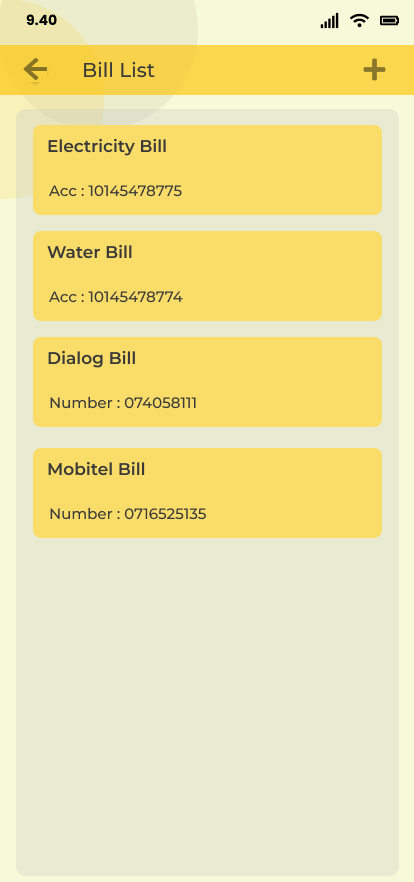 9.40
Bill List
Electricity Bill
Acc : 10145478775
Water Bill
Acc : 10145478774
Dialog Bill
Number : 074058111
Mobitel Bill
Number : 0716525135